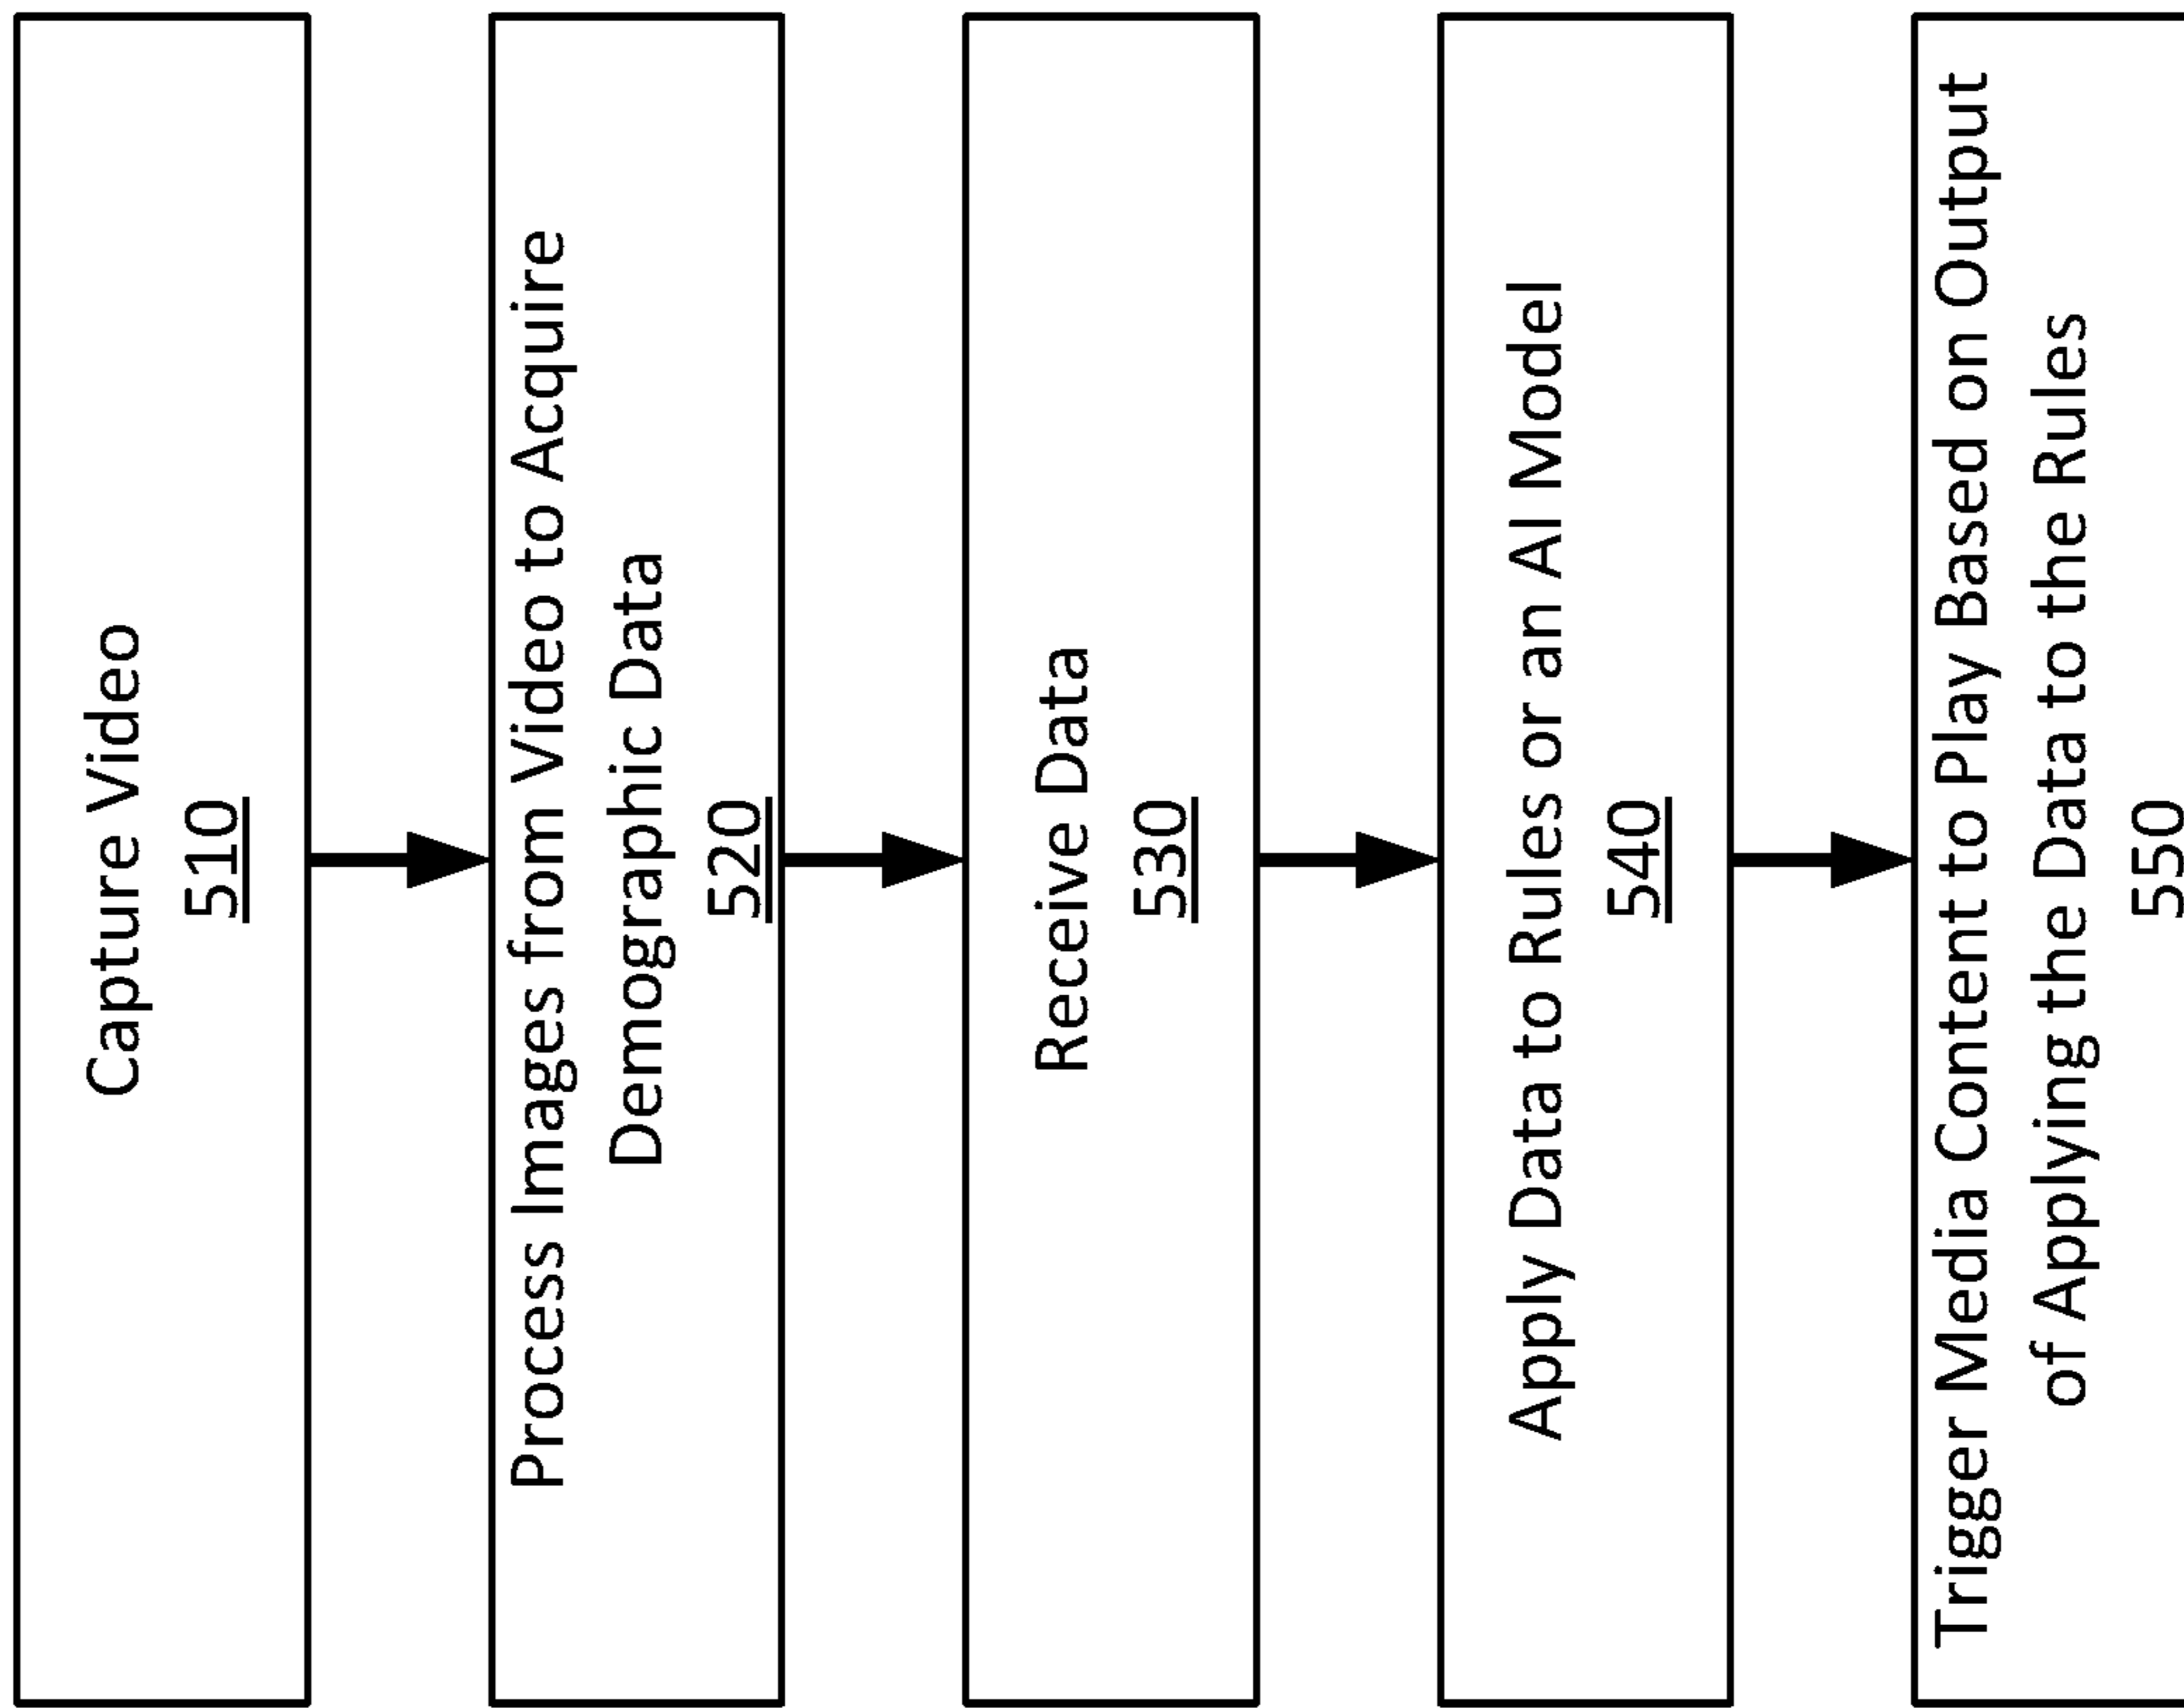 Capture Video
510
Process Images from Video to Acquire
Demographic Data
520
Receive Data
530
Apply Data to Rules or an AI Model
540
Trigger Media Content to Play Based on Output
of Applying the Data to the Rules
550